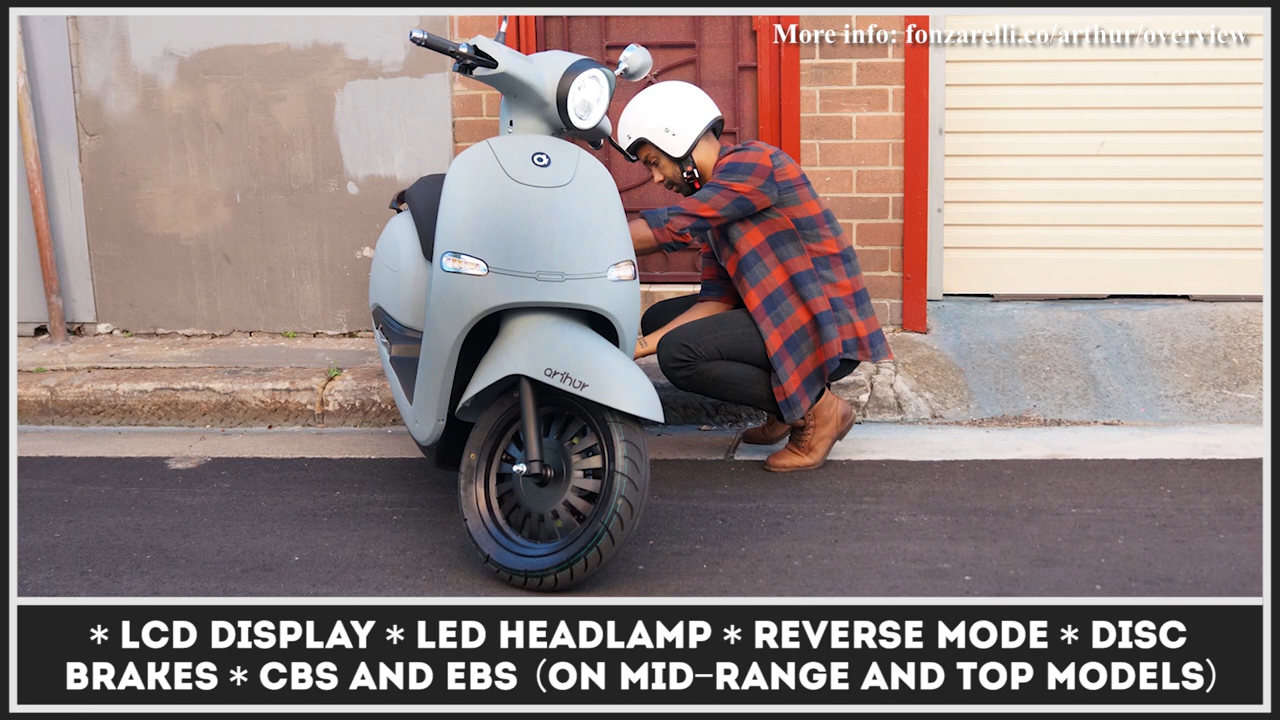 More info: fonzarelli.co/arthur/overview
arthur
* LCD DISPLAY * LED HEADLAMP * REVERSE MODE * DISC
BRAKES * CBS AND EBS (ON MID-RANGE AND TOP MODELS)